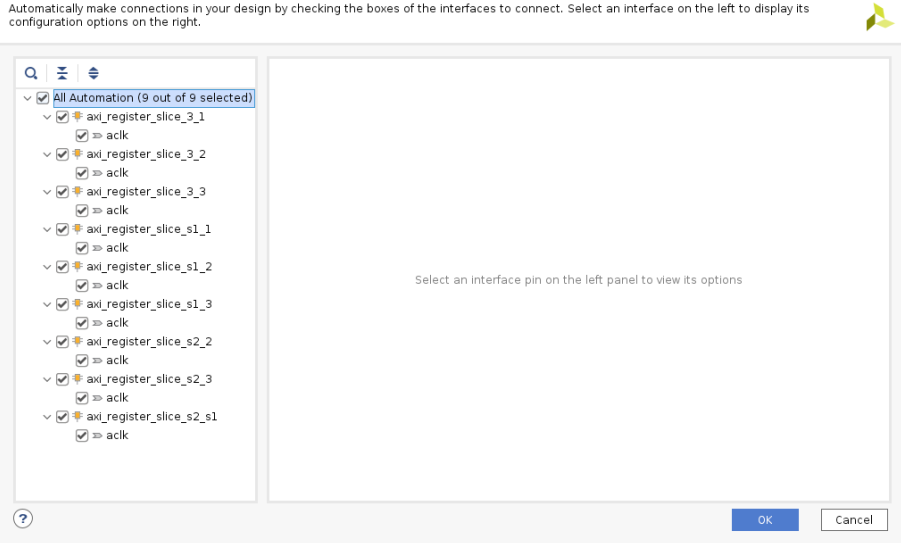 Automatically make connections in your design by checking the boxes of the interfaces to connect. Select an interface on the left to display its
configuration options on the right.
All Automation (9 out of 9 selected)
axi_register_slice_3_1
aclk
axi_register_slice_3_2
aclk
axi_register_slice_3_3
aclk
axi_register_slice_s1_1
aclk
axi_register_slice_s1_2
aclk
axi_register_slice_s1_3
aclk
axi_register_slice_s2_2
aclk
axi_register_slice_s2_3
aclk
axi_register_slice_s2_s1
aclk
Select an interface pin on the left panel to view its options
?
OK
Cancel